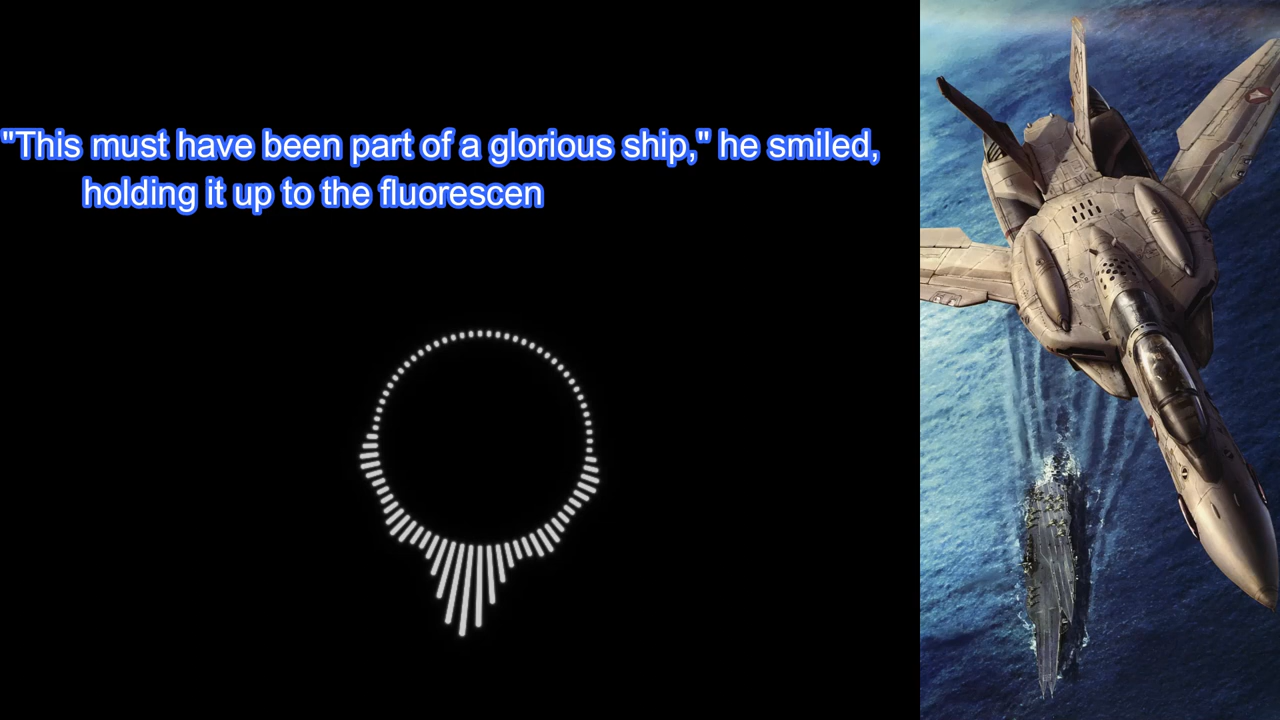 "This must have been part of a glorious ship," he smiled,
holding it up to the fluorescen